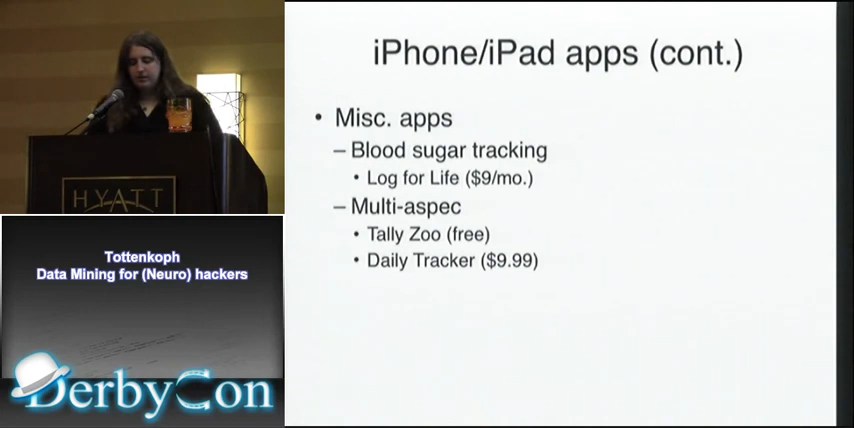 iPhone/iPad apps (cont.)
• Misc. apps
– Blood sugar tracking
• Log for Life ($9/mo.)
– Multi-aspec
• Tally Zoo (free)
• Daily Tracker ($9.99)
HYATT
Tottenkoph
Data Mining for (Neuro) hackers
DerbyCon